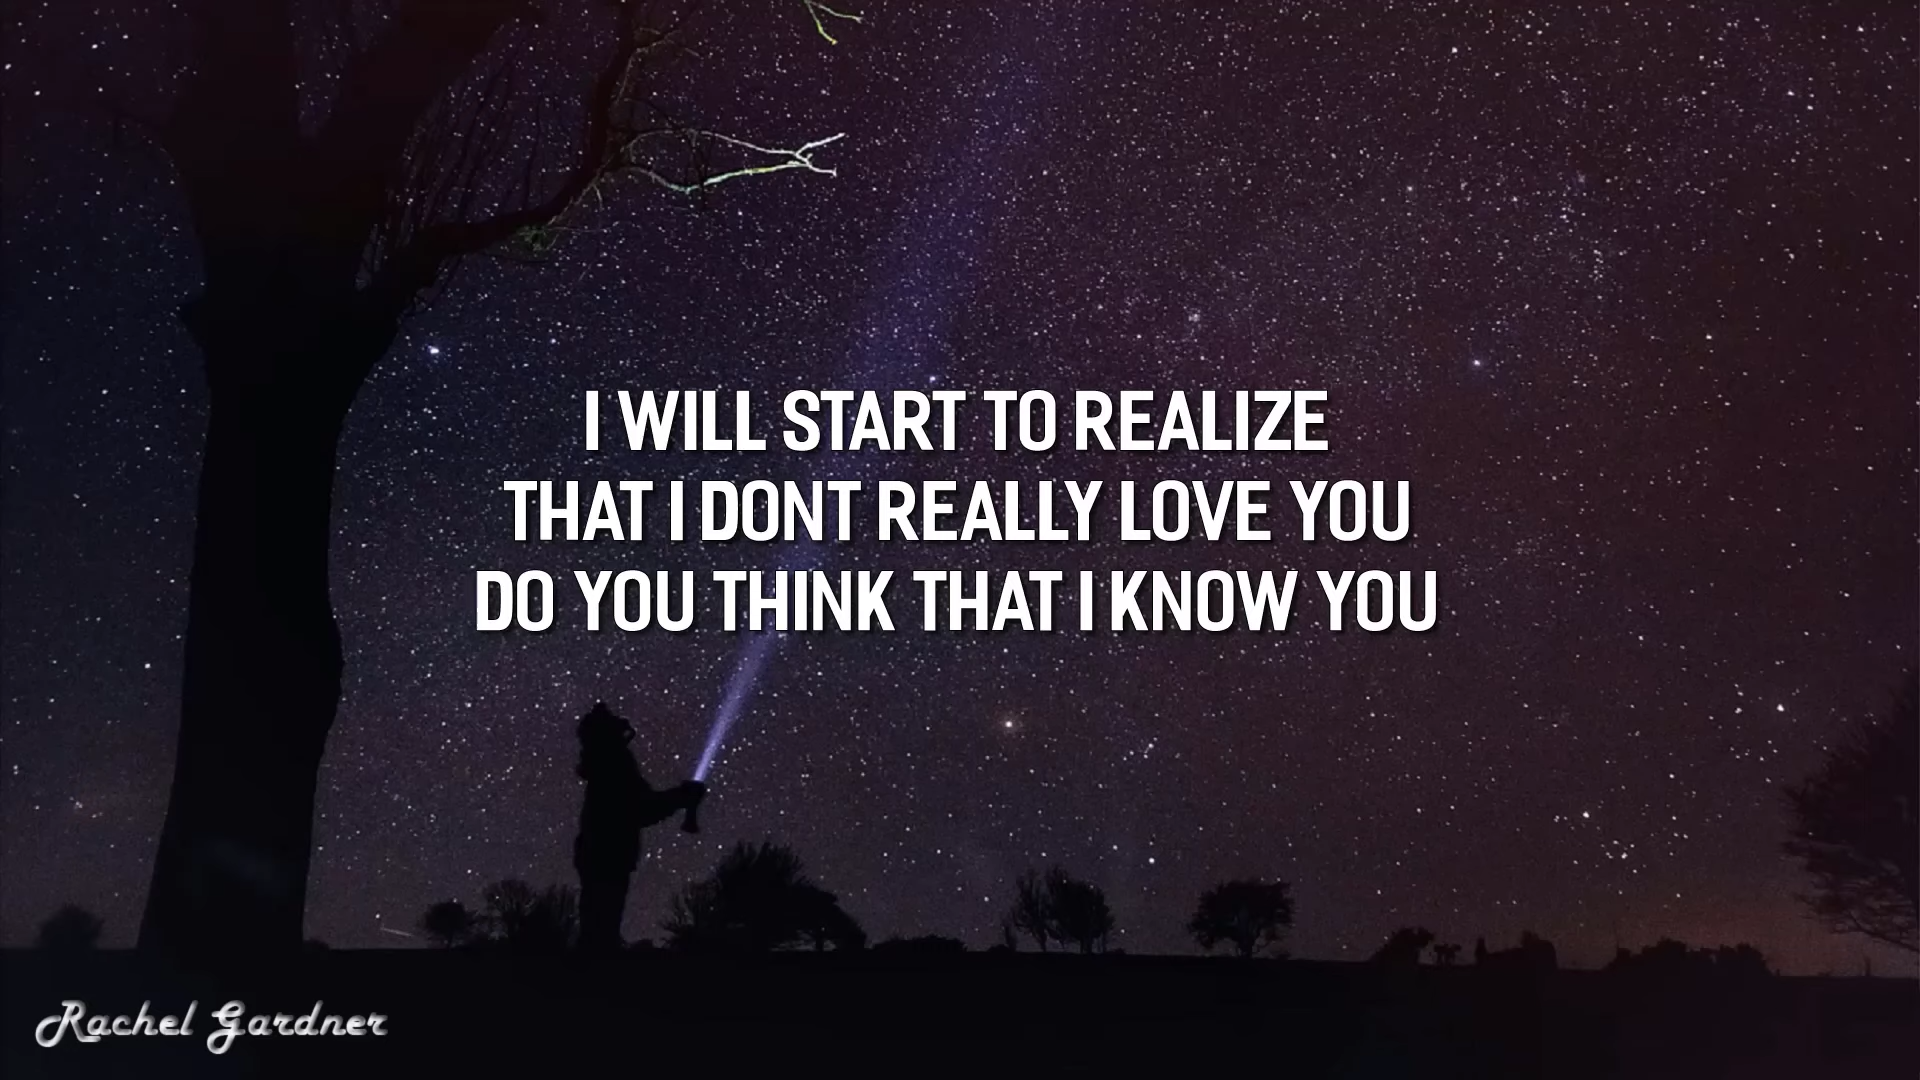 I WILL START TO REALIZE
THAT I DONT REALLY LOVE YOU
DO YOU THINK THAT I KNOW YOU
Rachel Gardner